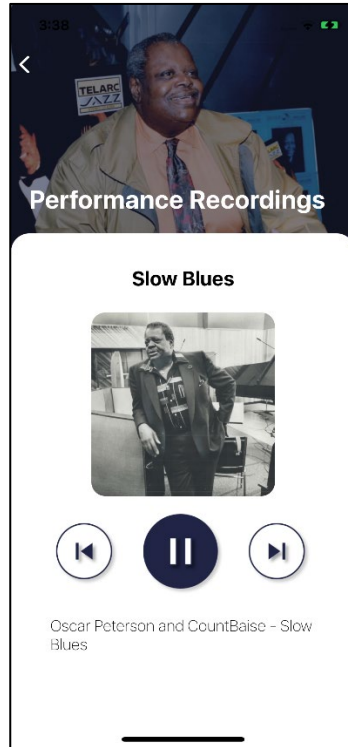 3:38
TELARC
JAZZ
Performance Recordings
Slow Blues
Oscar Peterson and CountBaise - Slow
Blues